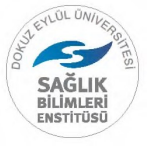 DOKUZ EYLÜL ÜNİVERSİTESİ
SAĞLIK
BİLİMLERİ
ENSTİTÜSÜ